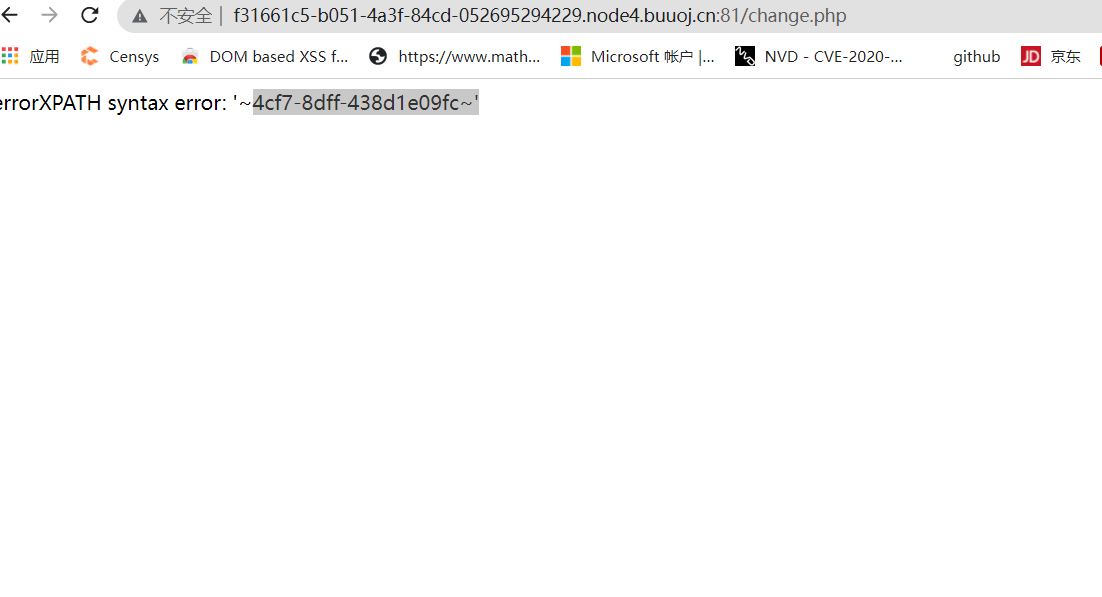 不安全 | f31661c5-b051-4a3f-84cd-052695294229.node4.buuoj.cn:81/change.php
应用 Censys DOM based XSS f... https://www.math... Microsoft 帐户 |... NVD - CVE-2020-... github JD 京东
errorXPATH syntax error: '~4cf7-8dff-438d1e09fc~'